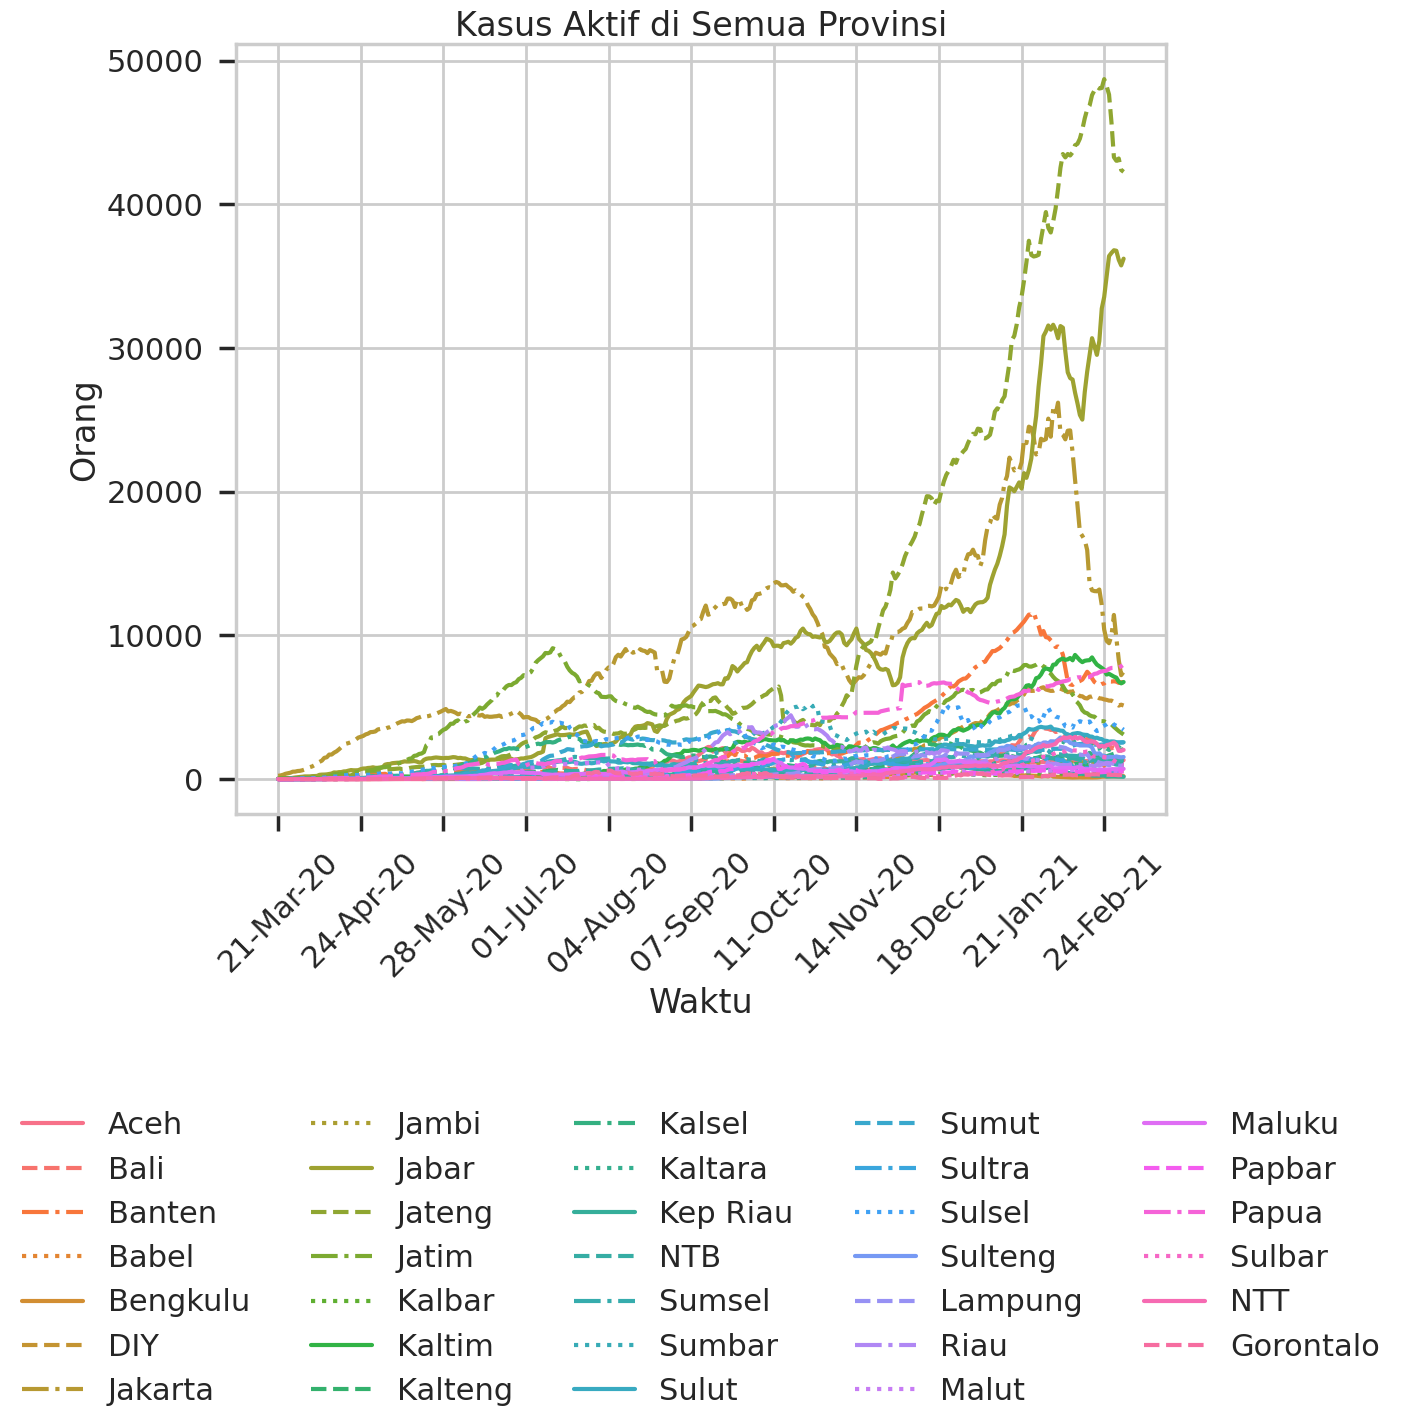 Kasus Aktif di Semua Provinsi
50000
40000
30000
20000
10000
0
Orang
21-Mar-20
24-Apr-20
28-May-20
01-Jul-20
04-Aug-20
07-Sep-20
11-Oct-20
14-Nov-20
18-Dec-20
21-Jan-21
24-Feb-21
Waktu
Aceh
Bali
Banten
Babel
Bengkulu
DIY
Jakarta
Jambi
Jabar
Jateng
Jatim
Kalbar
Kaltim
Kalteng
Kalsel
Kaltara
Kep Riau
NTB
Sumsel
Sumbar
Sulut
Sumut
Sultra
Sulsel
Sulteng
Lampung
Riau
Malut
Maluku
Papbar
Papua
Sulbar
NTT
Gorontalo